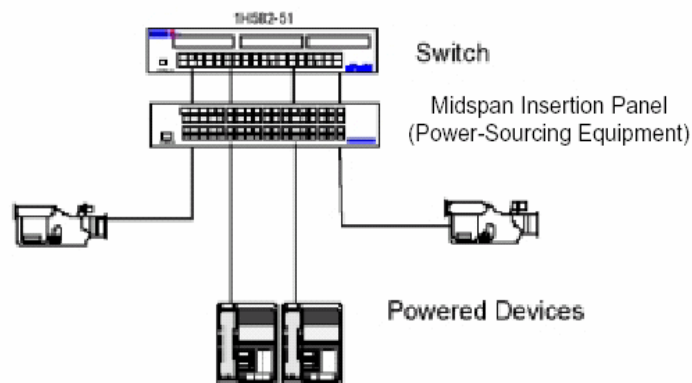 1H582-51
Switch
Midspan Insertion Panel
(Power-Sourcing Equipment)
Powered Devices